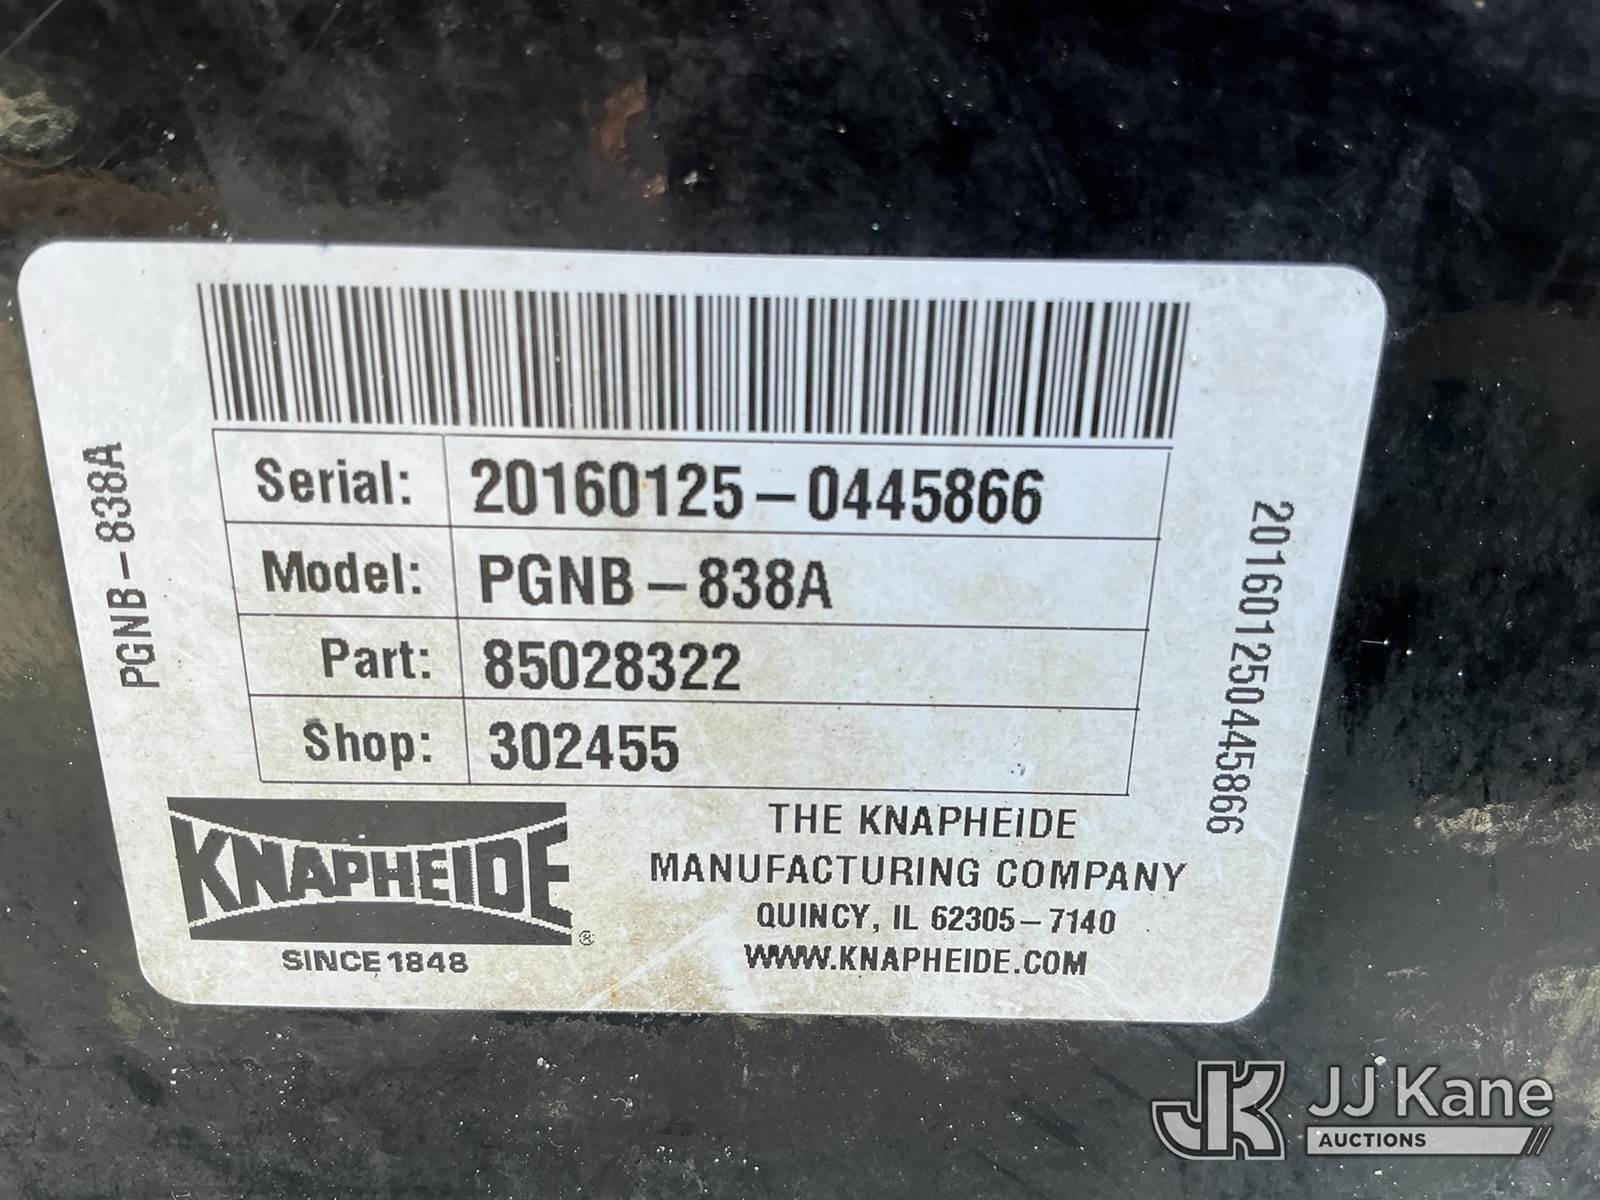 PGNB-838A
Serial: 20160125-0445866
Model: PGNB-838A
Part: 85028322
Shop: 302455
201601250445866
KNAPHEIDE
®
SINCE 1848
THE KNAPHEIDE
MANUFACTURING COMPANY
QUINCY, IL 62305-7140
WWW.KNAPHEIDE.COM
JK JJ Kane
AUCTIONS